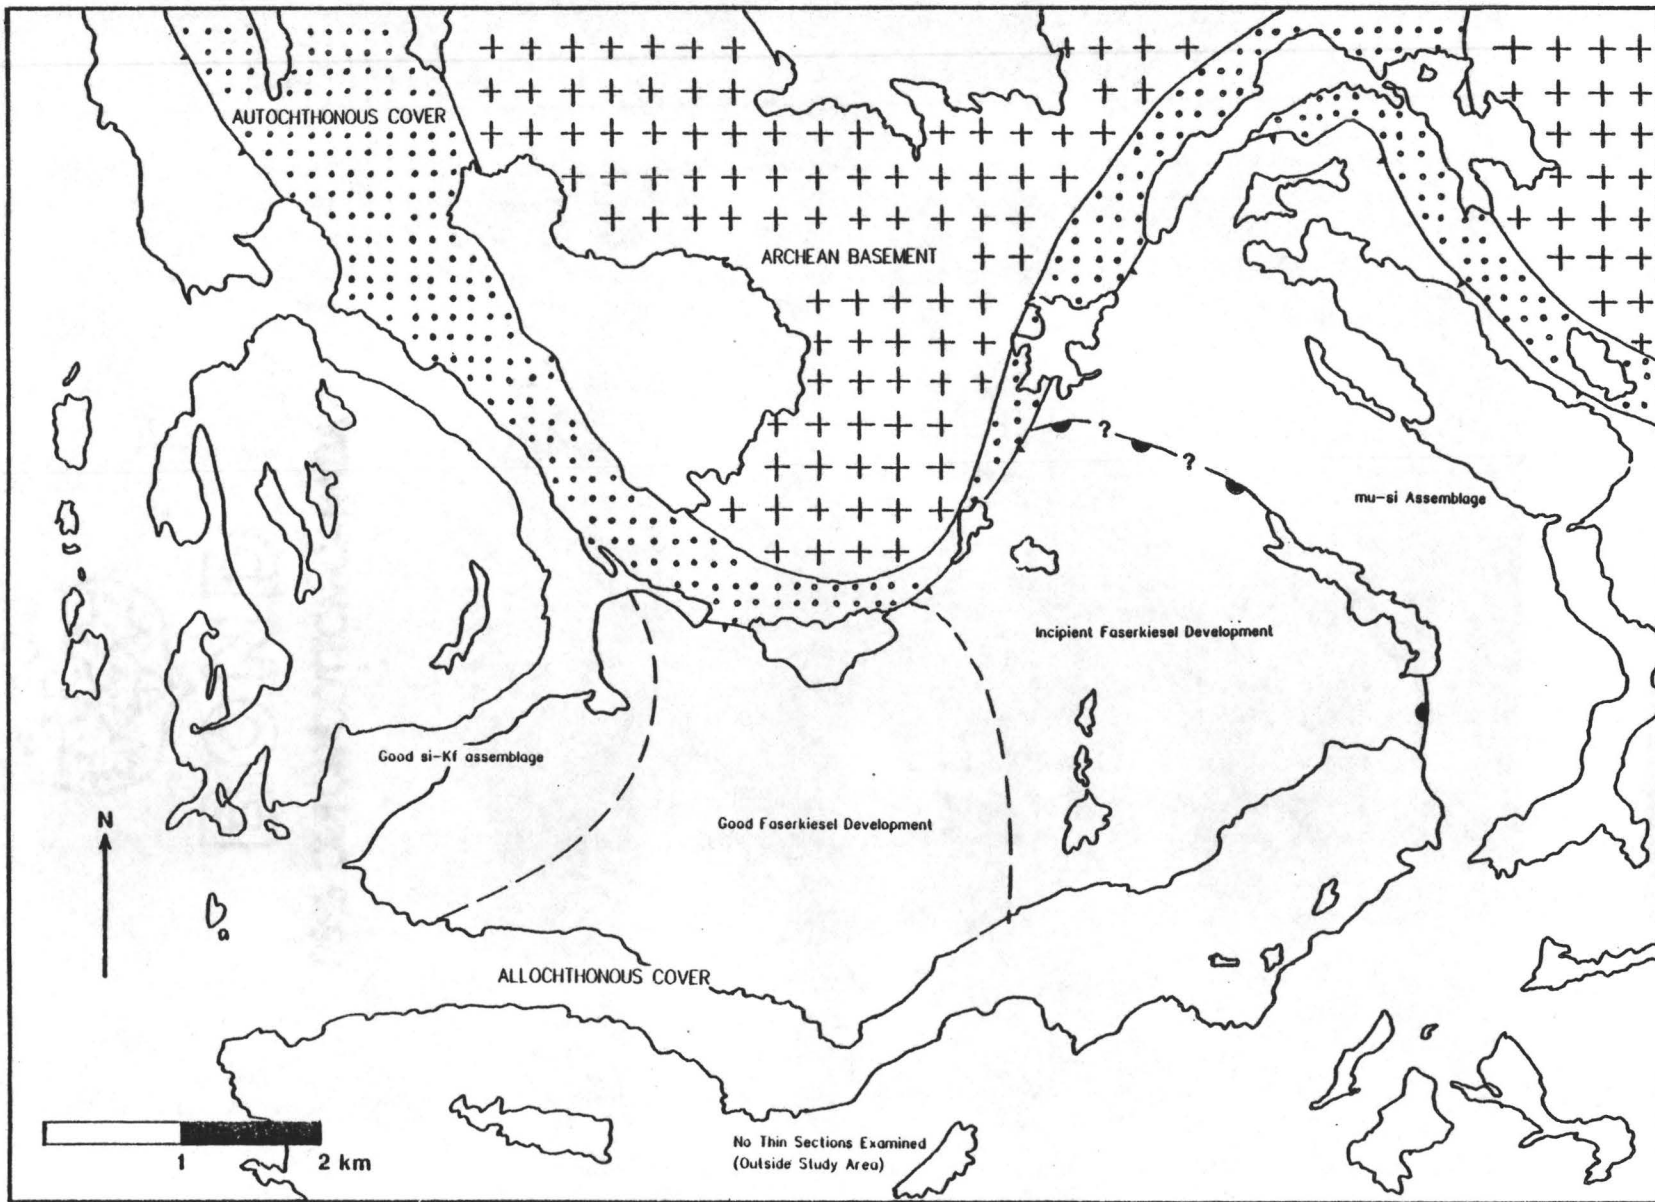 AUTOCHTHONOUS COVER
ARCHEAN BASEMENT
?
?
mu-si Assemblage
Incipient Faserkiesel Development
Good si-Kf assemblage
Good Faserkiesel Development
N
ALLOCHTHONOUS COVER
No Thin Sections Examined
(Outside Study Area)
1 2 km